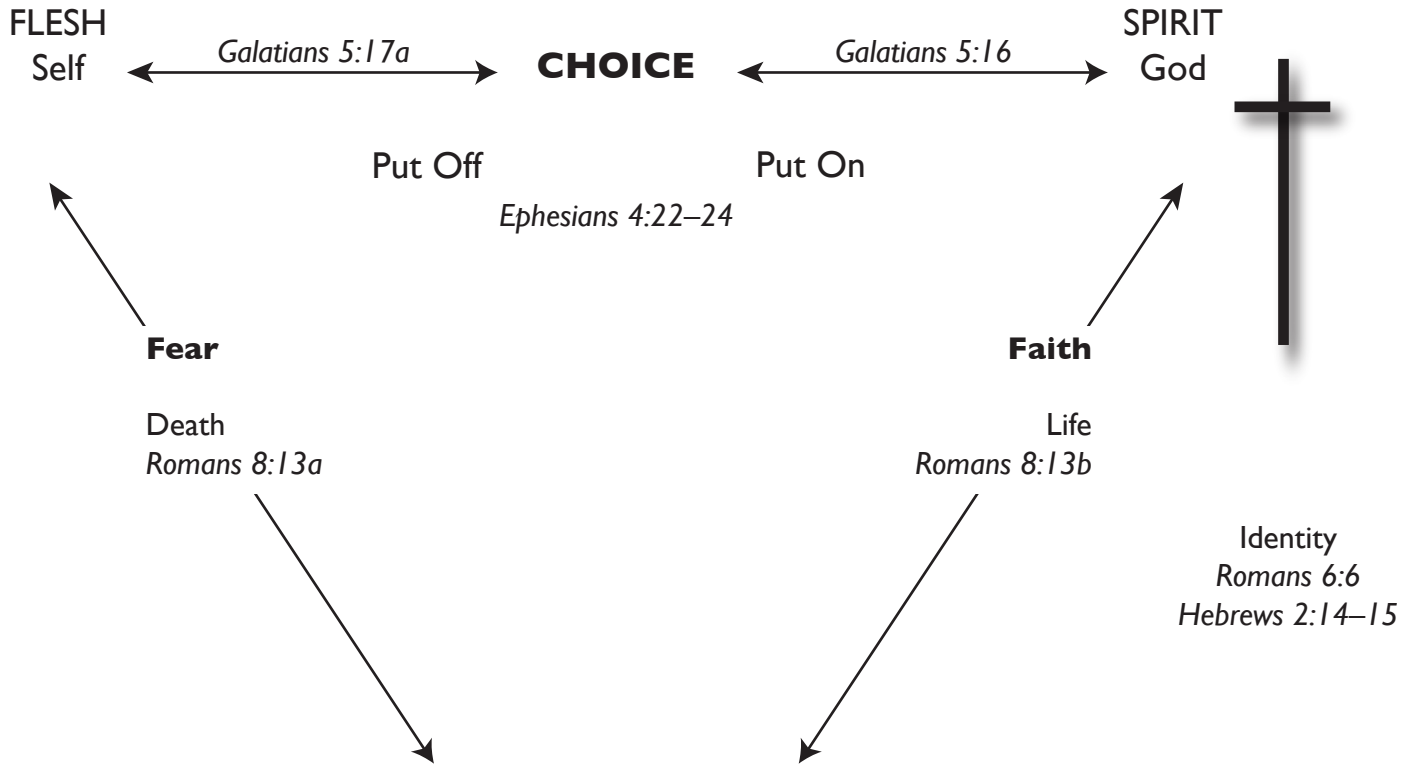 FLESH
Self
Galatians 5:17a
CHOICE
Galatians 5:16
SPIRIT
God
Put Off
Put On
Ephesians 4:22–24
Fear
Faith
Death
Romans 8:13a
Life
Romans 8:13b
Identity
Romans 6:6
Hebrews 2:14–15